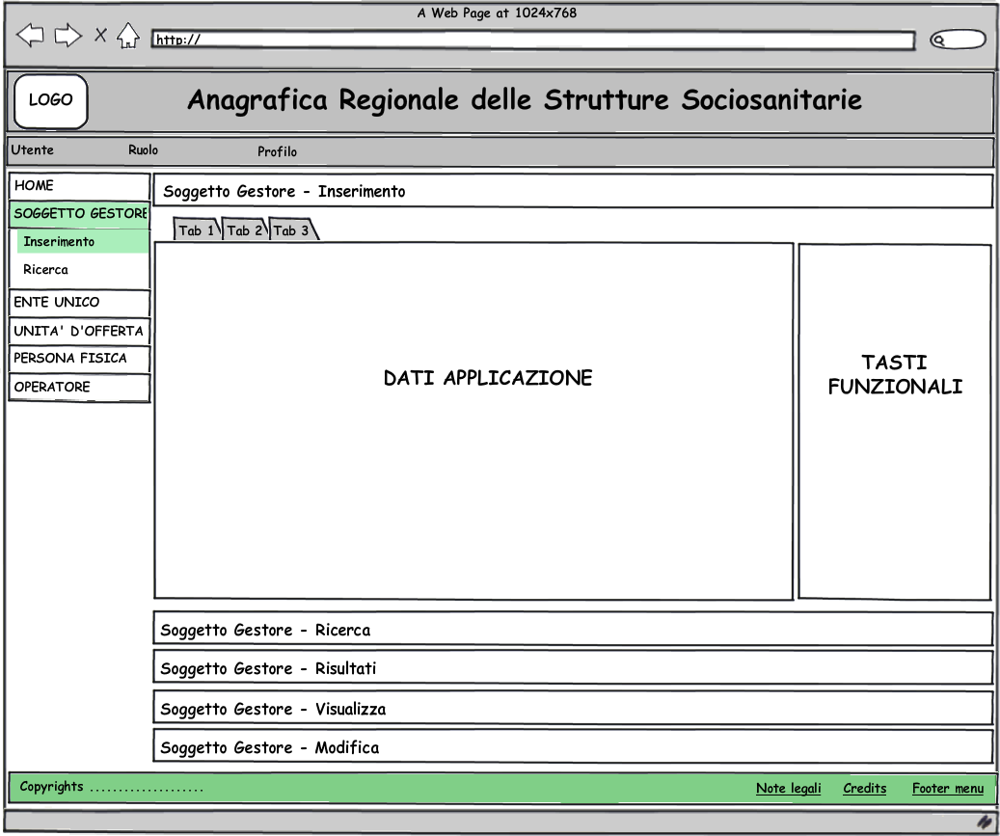 A Web Page at 1024x768
http://
LOGO
Anagrafica Regionale delle Strutture Sociosanitarie
Utente Ruolo Profilo
HOME
SOGGETTO GESTORE
Inserimento
Ricerca
ENTE UNICO
UNITA' D'OFFERTA
PERSONA FISICA
OPERATORE
Soggetto Gestore - Inserimento
Tab 1 Tab 2 Tab 3
DATI APPLICAZIONE
TASTI
FUNZIONALI
Soggetto Gestore - Ricerca
Soggetto Gestore - Risultati
Soggetto Gestore - Visualizza
Soggetto Gestore - Modifica
Copyrights .................... Note legali Credits Footer menu